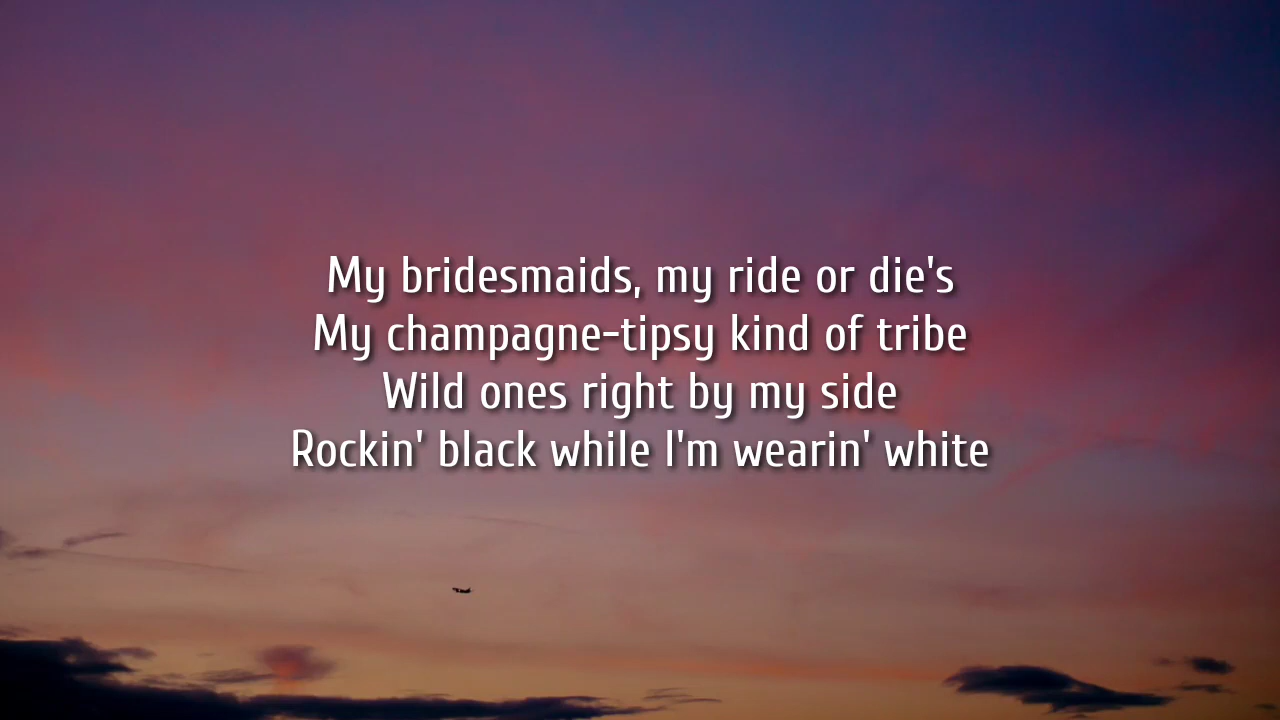 My bridesmaids, my ride or die's
My champagne-tipsy kind of tribe
Wild ones right by my side
Rockin' black while I'm wearin' white